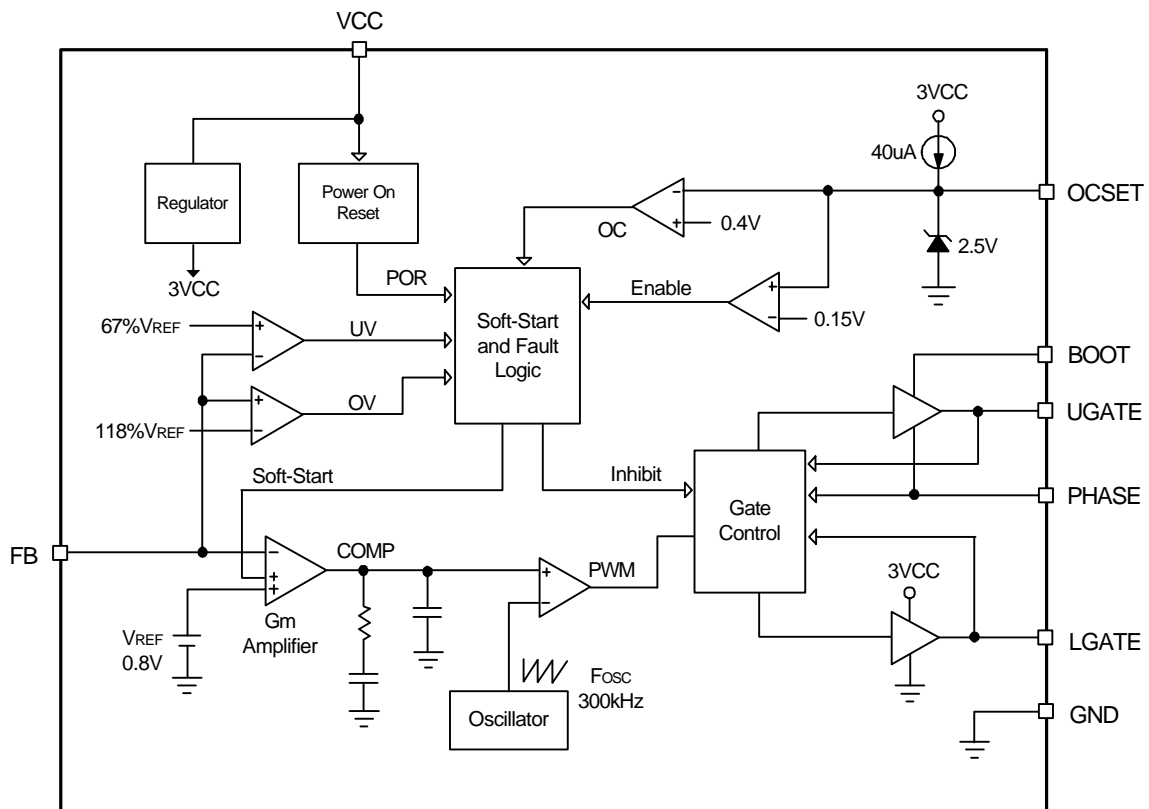 VCC
3VCC
40uA
OCSET
Regulator
Power On
Reset
OC
0.4V
2.5V
3VCC
POR
Enable
0.15V
67%VREF
UV
Soft-Start
and Fault
Logic
BOOT
118%VREF
OV
UGATE
Soft-Start
Inhibit
PHASE
Gate
Control
FB
COMP
PWM
3VCC
Gm
Amplifier
VREF
0.8V
LGATE
FOSC
300kHz
Oscillator
GND
+
-
+
-
+
-
+
-
-
+
+
+
-